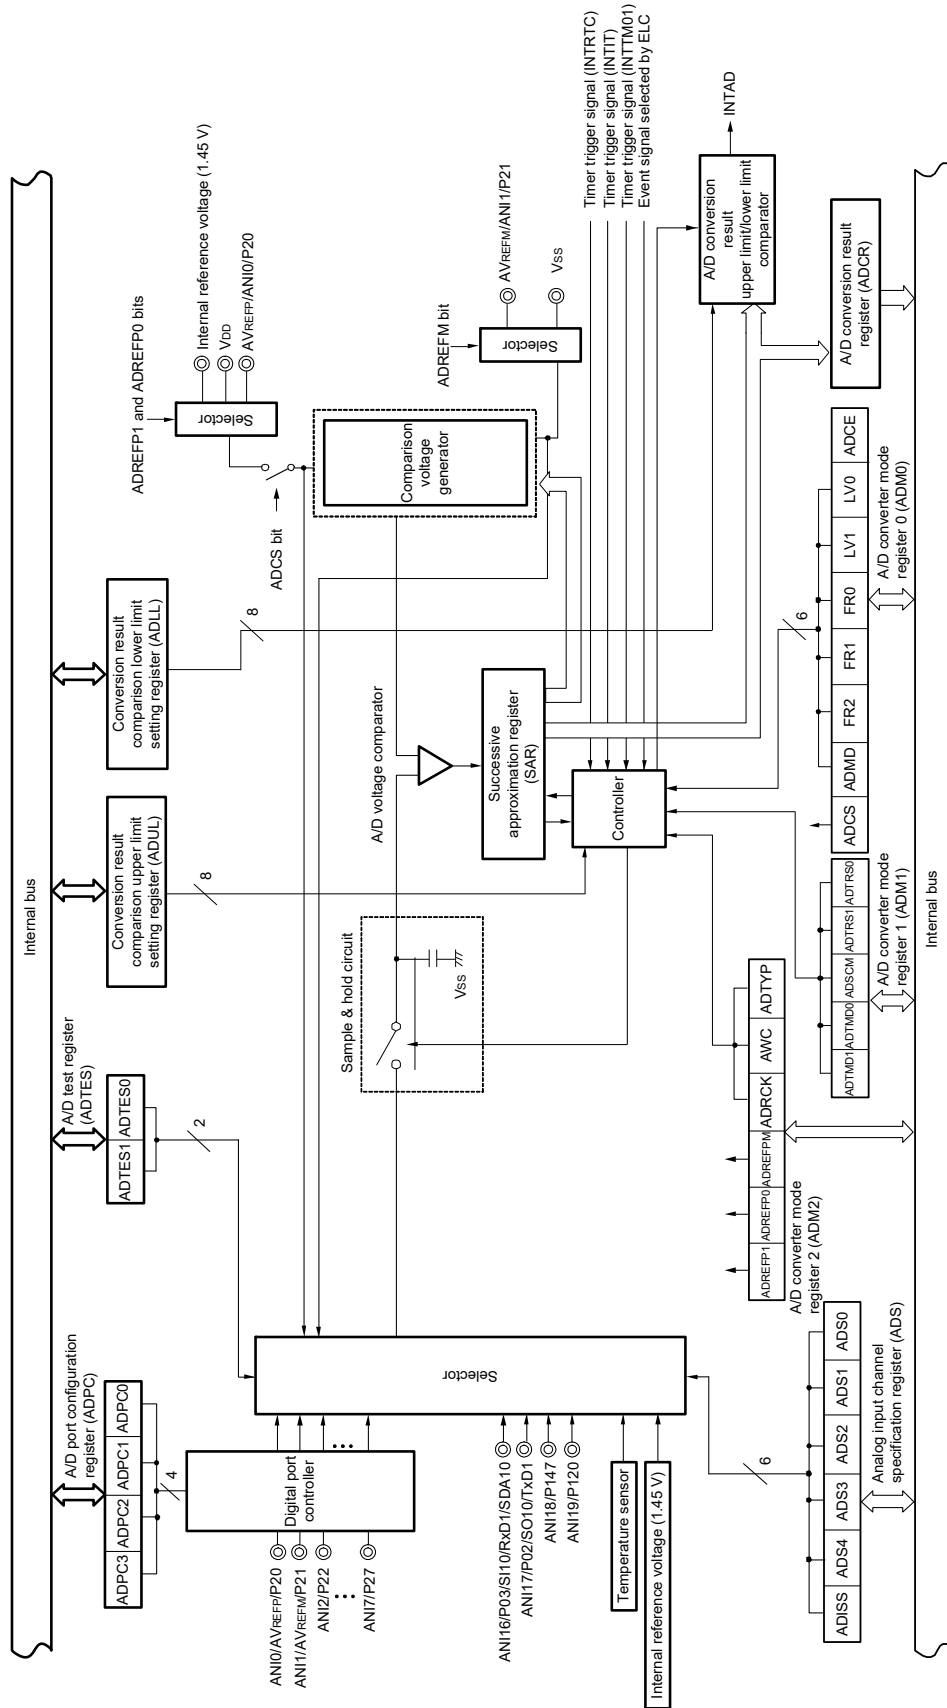 Internal bus
A/D port configuration
register (ADPC)
ADPC3
ADPC2
ADPC1
ADPC0
4
A/D test register
(ADTES)
ADTES1
ADTES0
2
Conversion result
comparison upper limit
setting register (ADUL)
8
Conversion result
comparison lower limit
setting register (ADLL)
8
ADREFP1 and ADREFP0 bits
Selector
Internal reference voltage (1.45 V)
VDD
AVREFP/ANI0/P20
ADCS bit
Digital port
controller
ANI0/AVREFP/P20
ANI1/AVREFM/P21
ANI2/P22
ANI7/P27
ANI16/P03/SI10/RxD1/SDA10
ANI17/P02/SO10/TxD1
ANI18/P147
ANI19/P120
Temperature sensor
Internal reference voltage (1.45 V)
Selector
Sample & hold circuit
VSS
A/D voltage comparator
Comparison
voltage
generator
ADREFM bit
Selector
AVREFM/ANI1/P21
VSS
Successive
approximation register
(SAR)
Controller
Timer trigger signal (INTRTC)
Timer trigger signal (INTIT)
Timer trigger signal (INTTM01)
Event signal selected by ELC
A/D conversion
result
upper limit/lower limit
comparator
INTAD
A/D conversion result
register (ADCR)
6
ADISS
ADS4
ADS3
ADS2
ADS1
ADS0
Analog input channel
specification register (ADS)
ADREFP1
ADREFP0
ADREFPM
ADRCK
AWC
ADTYP
A/D converter mode
register 2 (ADM2)
ADTMD1
ADTMD0
ADSCM
ADTRS1
ADTRS0
A/D converter mode
register 1 (ADM1)
6
ADCS
ADMD
FR2
FR1
FR0
LV1
LV0
ADCE
A/D converter mode
register 0 (ADM0)
Internal bus